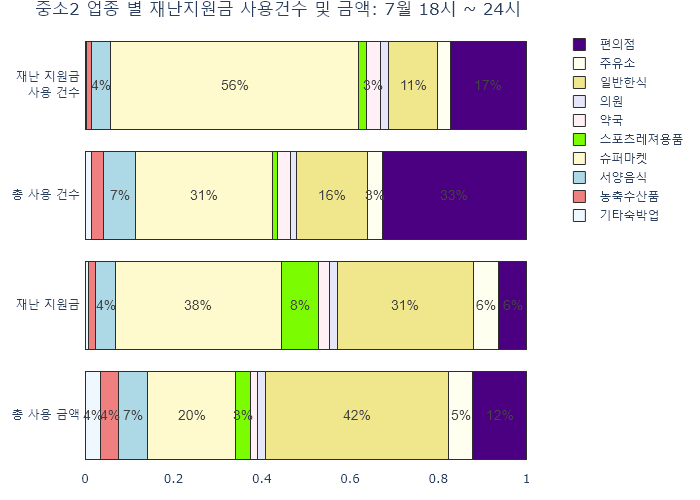 중소2 업종 별 재난지원금 사용건수 및 금액: 7월 18시 ~ 24시
재난 지원금
사용 건수
4%
56%
3%
11%
17%
총 사용 건수
7%
31%
16%
3%
33%
재난 지원금
4%
38%
8%
31%
6%
6%
총 사용 금액
4%
4%
7%
20%
3%
42%
5%
12%
0
0.2
0.4
0.6
0.8
1
편의점
주유소
일반한식
의원
약국
스포츠레져용품
슈퍼마켓
서양음식
농축수산품
기타숙박업